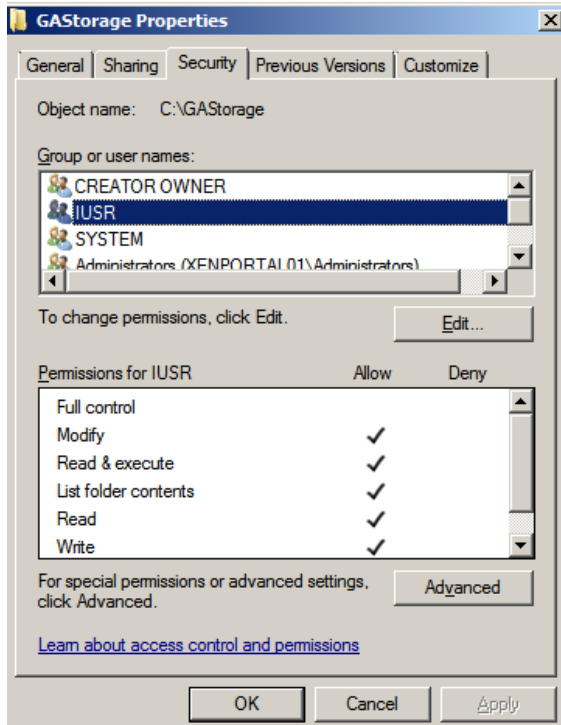 GAStorage Properties
General Sharing Security Previous Versions Customize
Object name: C:\GAStorage
Group or user names:
CREATOR OWNER
IUSR
SYSTEM
Administrators (XENPORTAL01\Administrators)
To change permissions, click Edit.
Edit...
Permissions for IUSR Allow Deny
Full control
Modify
Read & execute
List folder contents
Read
Write
For special permissions or advanced settings,
click Advanced.
Advanced
Learn about access control and permissions
OK Cancel Apply